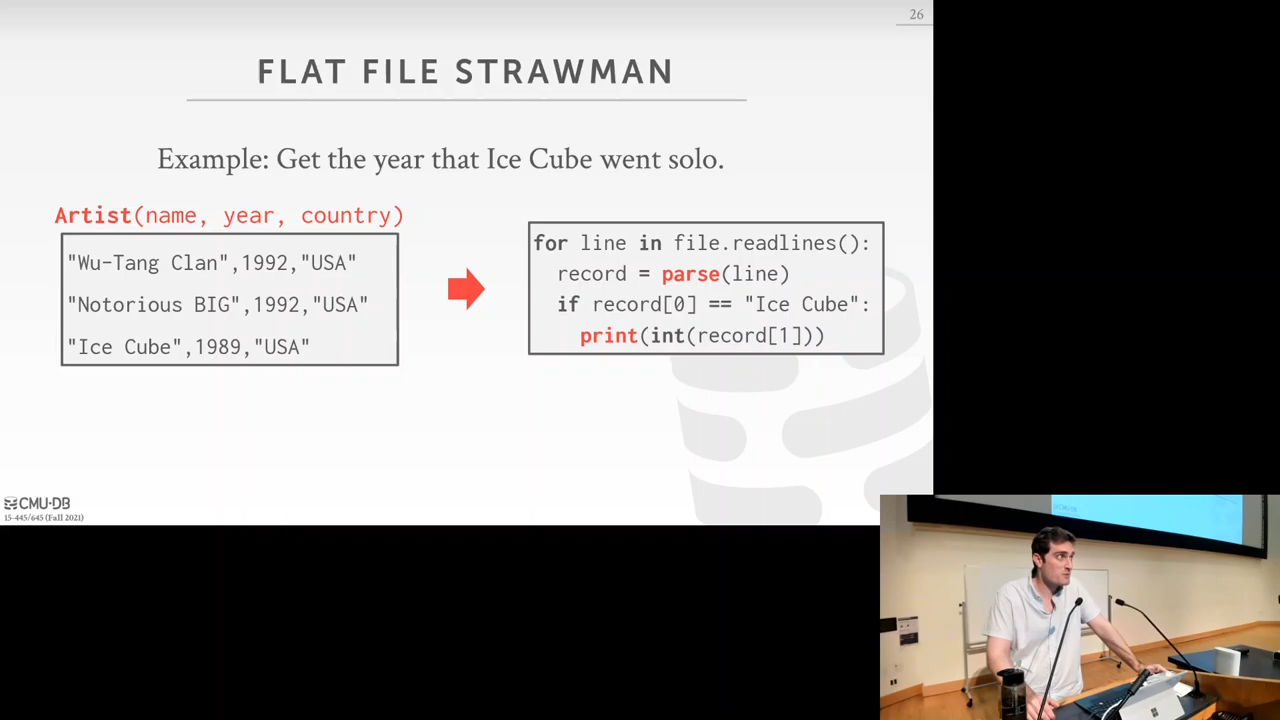 26
FLAT FILE STRAWMAN
Example: Get the year that Ice Cube went solo.
Artist(name, year, country)
"Wu-Tang Clan",1992,"USA"
"Notorious BIG",1992,"USA"
"Ice Cube",1989,"USA"
for line in file.readlines():
record = parse(line)
if record[0] == "Ice Cube":
print(int(record[1]))
CMU·DB
15-445/645 (Fall 2021)